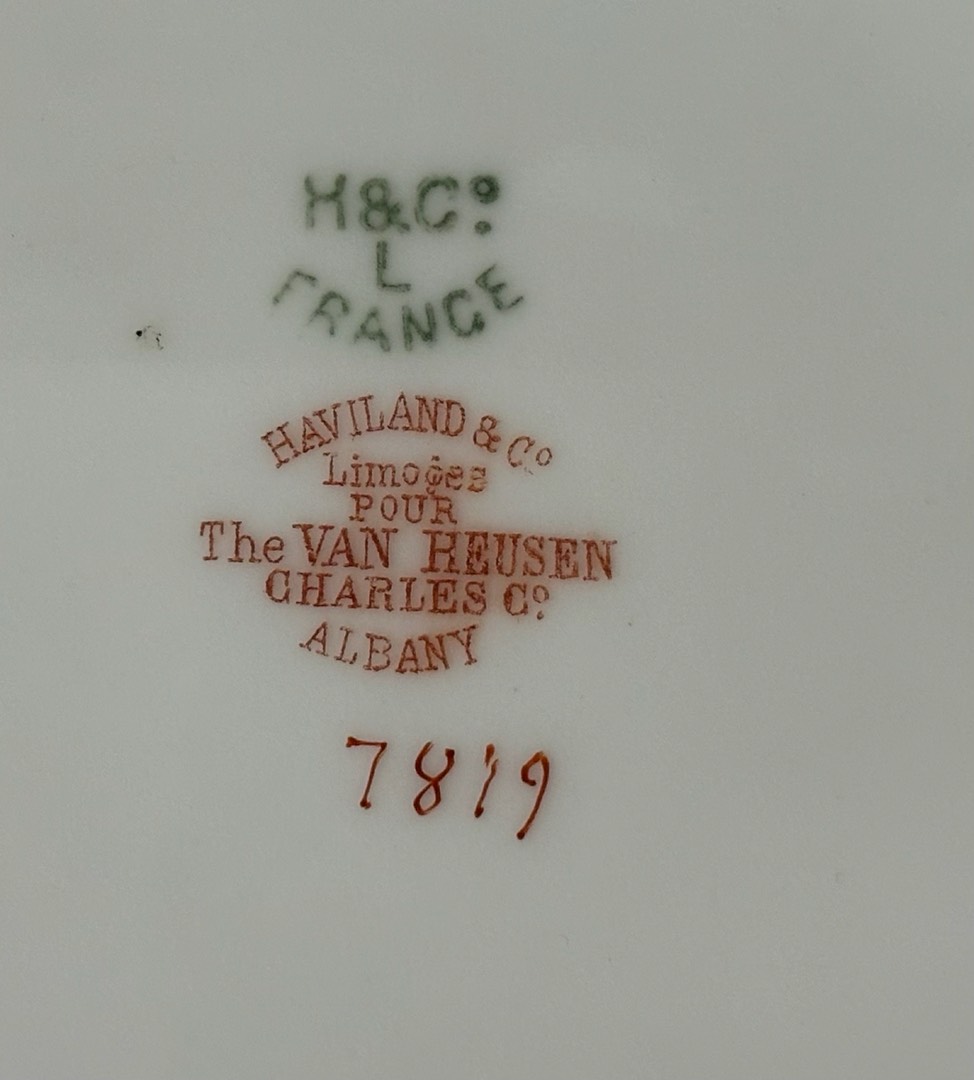 H&Cº
L
FRANCE
HAVILAND & Cº
Limoges
POUR
The VAN HEUSEN
CHARLES Cº
ALBANY
7819